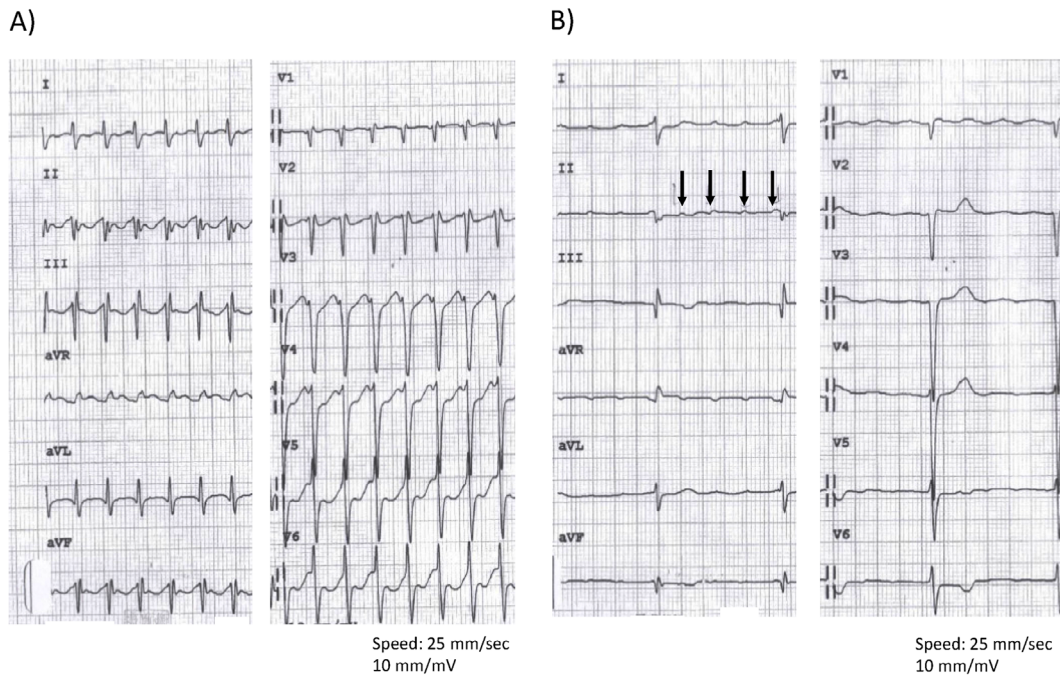 A)
B)
I
II
III
aVR
aVL
aVF
V1
V2
V3
V4
V5
V6
Speed: 25 mm/sec
10 mm/mV
I
II
III
aVR
aVL
aVF
V1
V2
V3
V4
V5
V6
Speed: 25 mm/sec
10 mm/mV